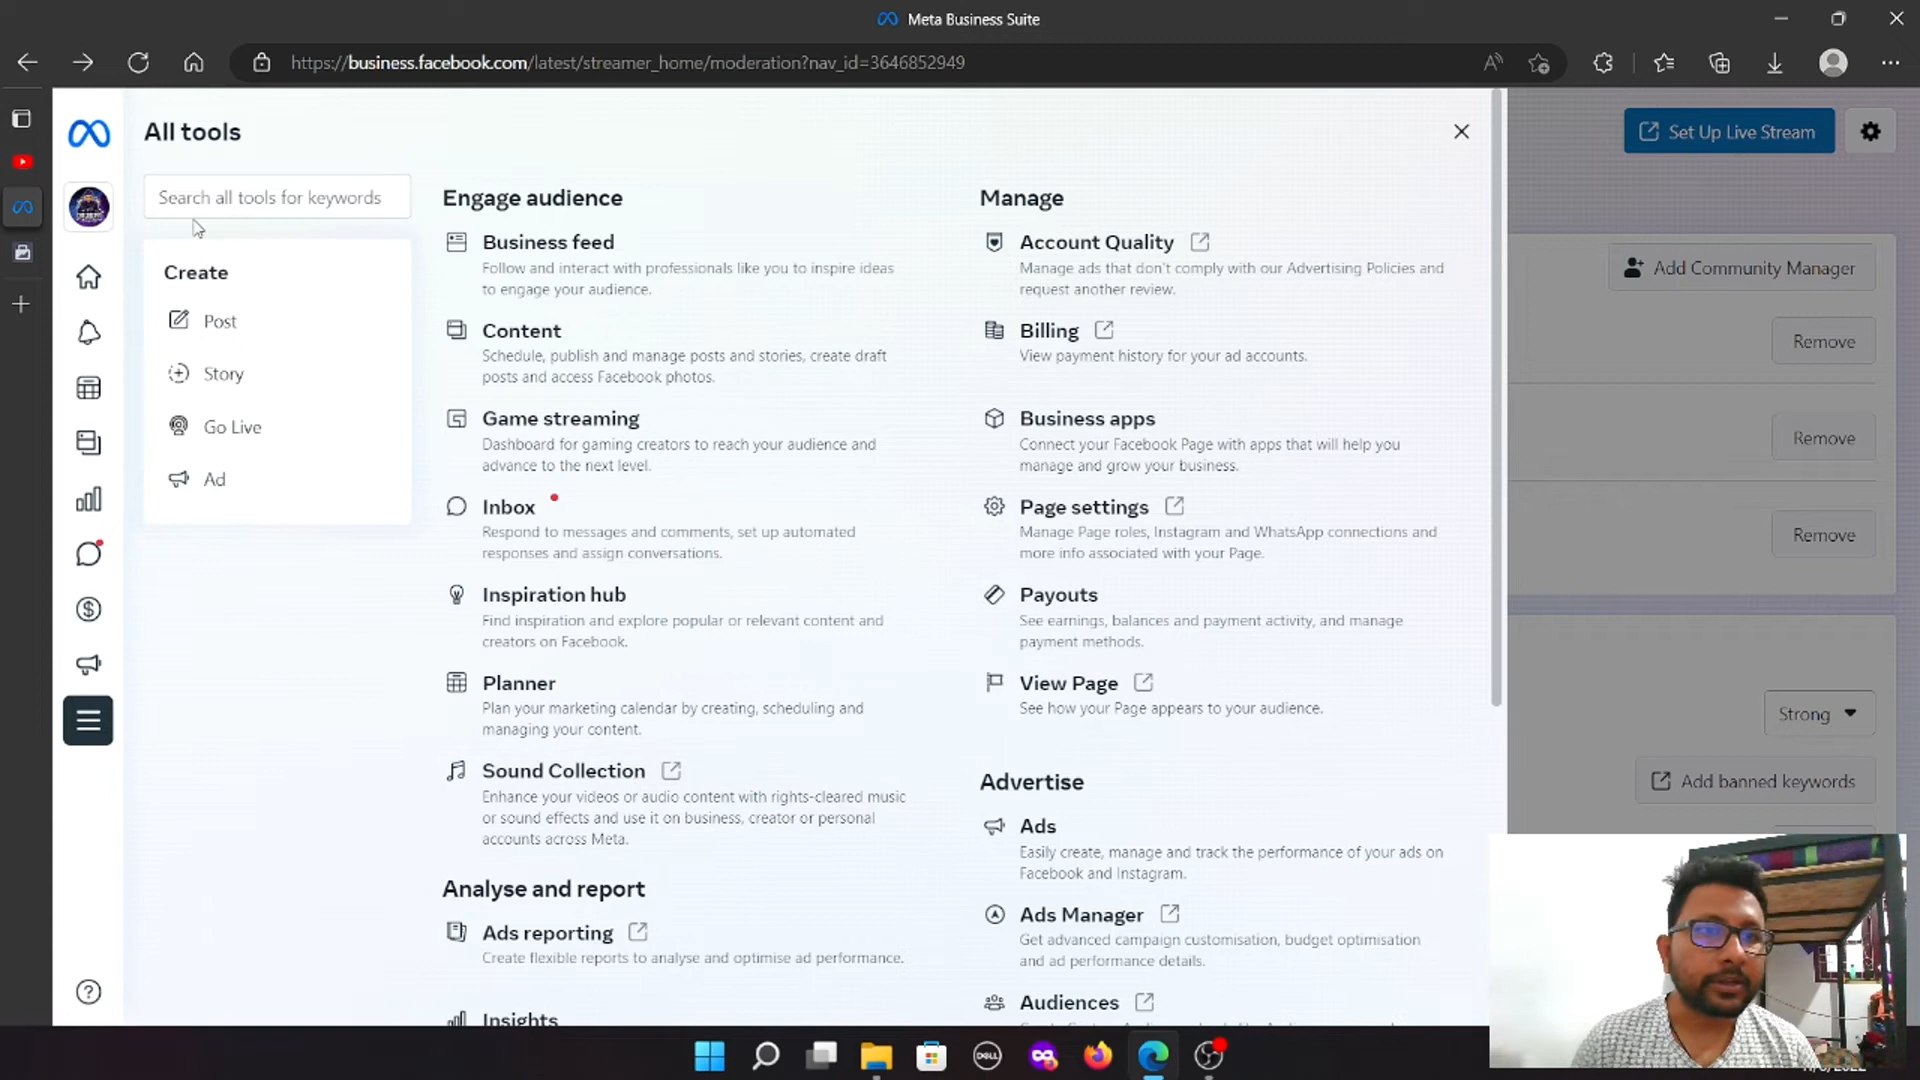 Meta Business Suite
https://business.facebook.com/latest/streamer_home/moderation?nav_id=3646852949
All tools
Set Up Live Stream
Search all tools for keywords
Create
Post
Story
Go Live
Ad
Engage audience
Business feed
Follow and interact with professionals like you to inspire ideas
to engage your audience.
Content
Schedule, publish and manage posts and stories, create draft
posts and access Facebook photos.
Game streaming
Dashboard for gaming creators to reach your audience and
advance to the next level.
Inbox
Respond to messages and comments, set up automated
responses and assign conversations.
Inspiration hub
Find inspiration and explore popular or relevant content and
creators on Facebook.
Planner
Plan your marketing calendar by creating, scheduling and
managing your content.
Sound Collection
Enhance your videos or audio content with rights-cleared music
or sound effects and use it on business, creator or personal
accounts across Meta.
Analyse and report
Ads reporting
Create flexible reports to analyse and optimise ad performance.
Insights
Manage
Account Quality
Manage ads that don't comply with our Advertising Policies and
request another review.
Billing
View payment history for your ad accounts.
Business apps
Connect your Facebook Page with apps that will help you
manage and grow your business.
Page settings
Manage Page roles, Instagram and WhatsApp connections and
more info associated with your Page.
Payouts
See earnings, balances and payment activity, and manage
payment methods.
View Page
See how your Page appears to your audience.
Advertise
Ads
Easily create, manage and track the performance of your ads on
Facebook and Instagram.
Ads Manager
Get advanced campaign customisation, budget optimisation
and ad performance details.
Audiences
Add Community Manager
Remove
Remove
Remove
Strong
Add banned keywords
DELL